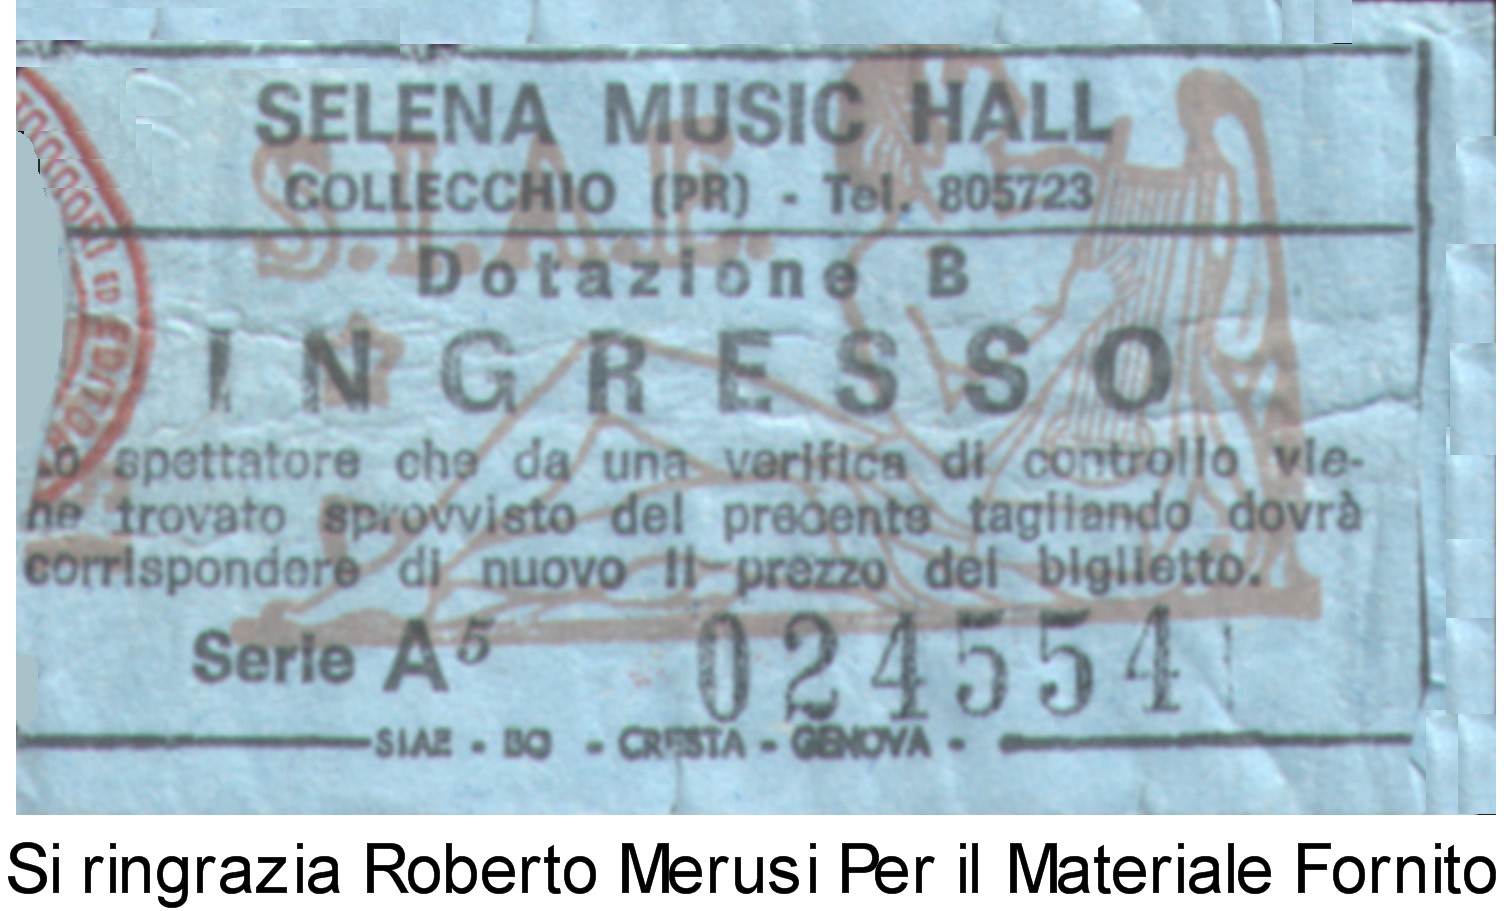 SELENA MUSIC HALL
COLLECCHIO (PR) - Tel. 805723
S.I.A.E.
Dotazione B
INGRESSO
Lo spettatore che da una verifica di controllo vie-
ne trovato sprovvisto del presente tagliando dovrà
corrispondere di nuovo il prezzo del biglietto.
Serie A5 024554
SIAE - BO - CRESTA - GENOVA -
ED EDITORI
Si ringrazia Roberto Merusi Per il Materiale Fornito